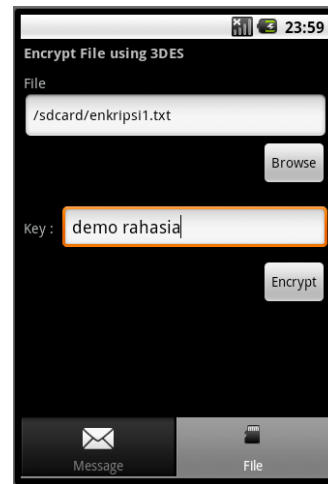 23:59
Encrypt File using 3DES
File
/sdcard/enkripsi1.txt
Browse
Key : demo rahasia
Encrypt
Message File